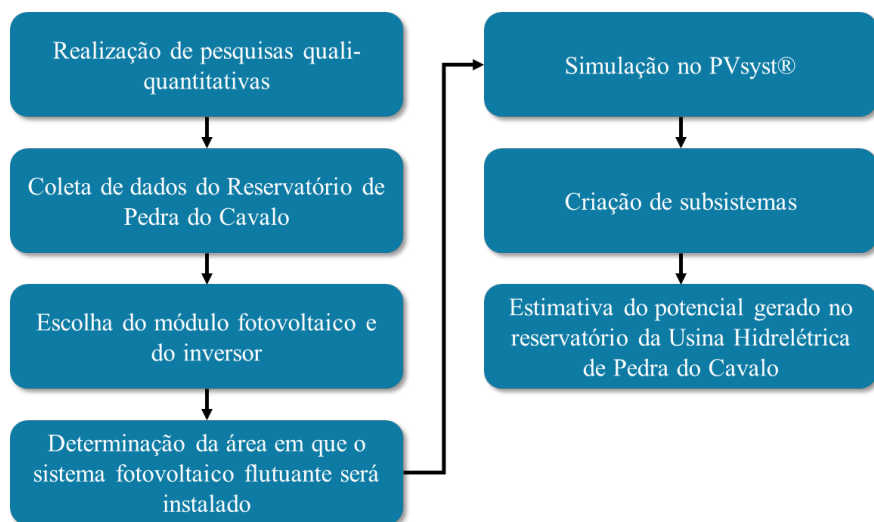 Realização de pesquisas quali-
quantitativas
Coleta de dados do Reservatório de
Pedra do Cavalo
Escolha do módulo fotovoltaico e
do inversor
Determinação da área em que o
sistema fotovoltaico flutuante será
instalado
Simulação no PVsyst®
Criação de subsistemas
Estimativa do potencial gerado no
reservatório da Usina Hidrelétrica
de Pedra do Cavalo